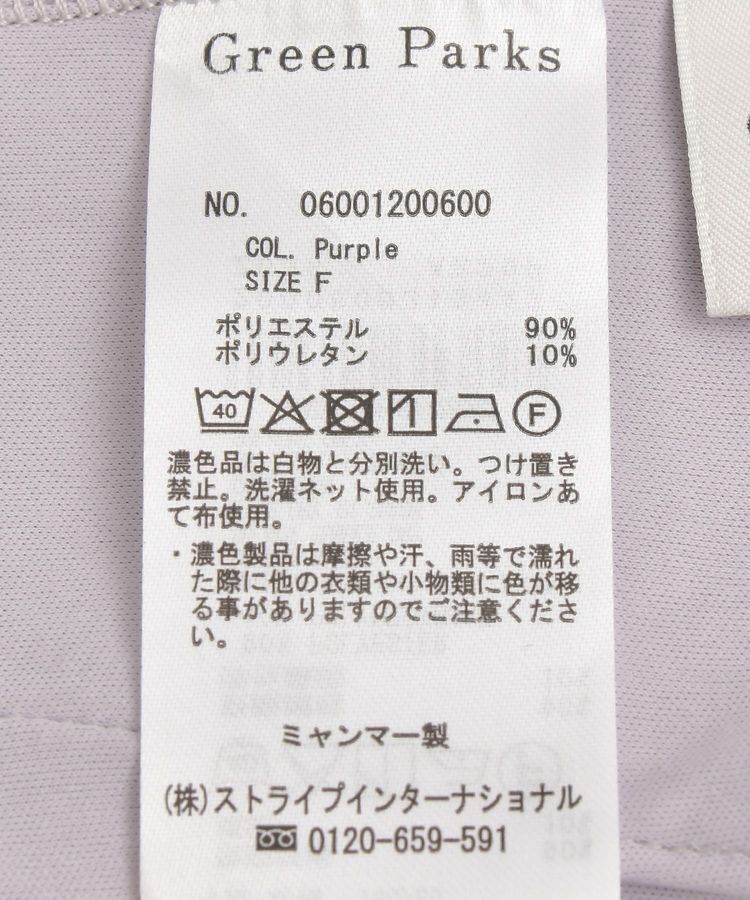 Green Parks
NO. 06001200600
COL. Purple
SIZE F
ポリエステル 90%
ポリウレタン 10%
40
F
濃色品は白物と分別洗い。つけ置き
禁止。洗濯ネット使用。アイロンあ
て布使用。
・濃色製品は摩擦や汗、雨等で濡れ
た際に他の衣類や小物類に色が移
る事がありますのでご注意くださ
い。
ミャンマー製
(株)ストライプインターナショナル
0120-659-591